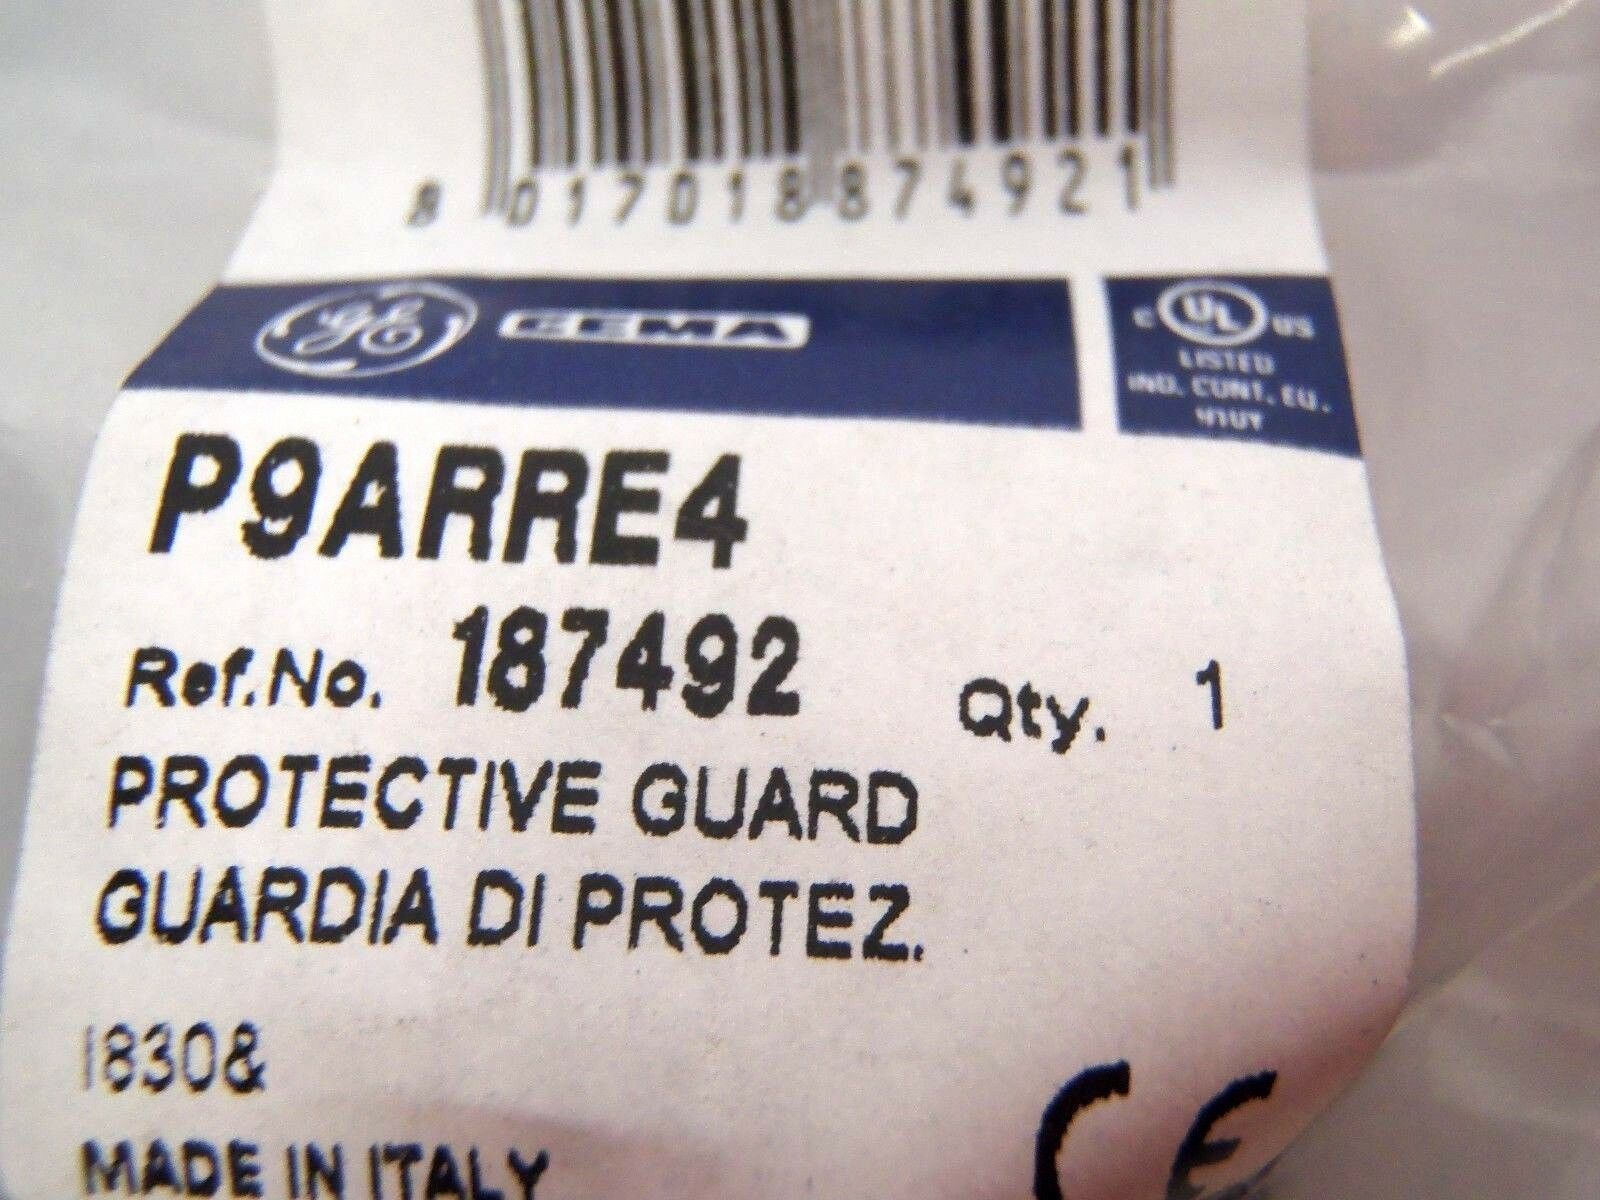 8 017018 874921
GE CEMA
C UL US
LISTED
IND. CONT. EQ.
P9ARRE4
Ref.No. 187492 Qty. 1
PROTECTIVE GUARD
GUARDIA DI PROTEZ.
I830&
MADE IN ITALY
CE